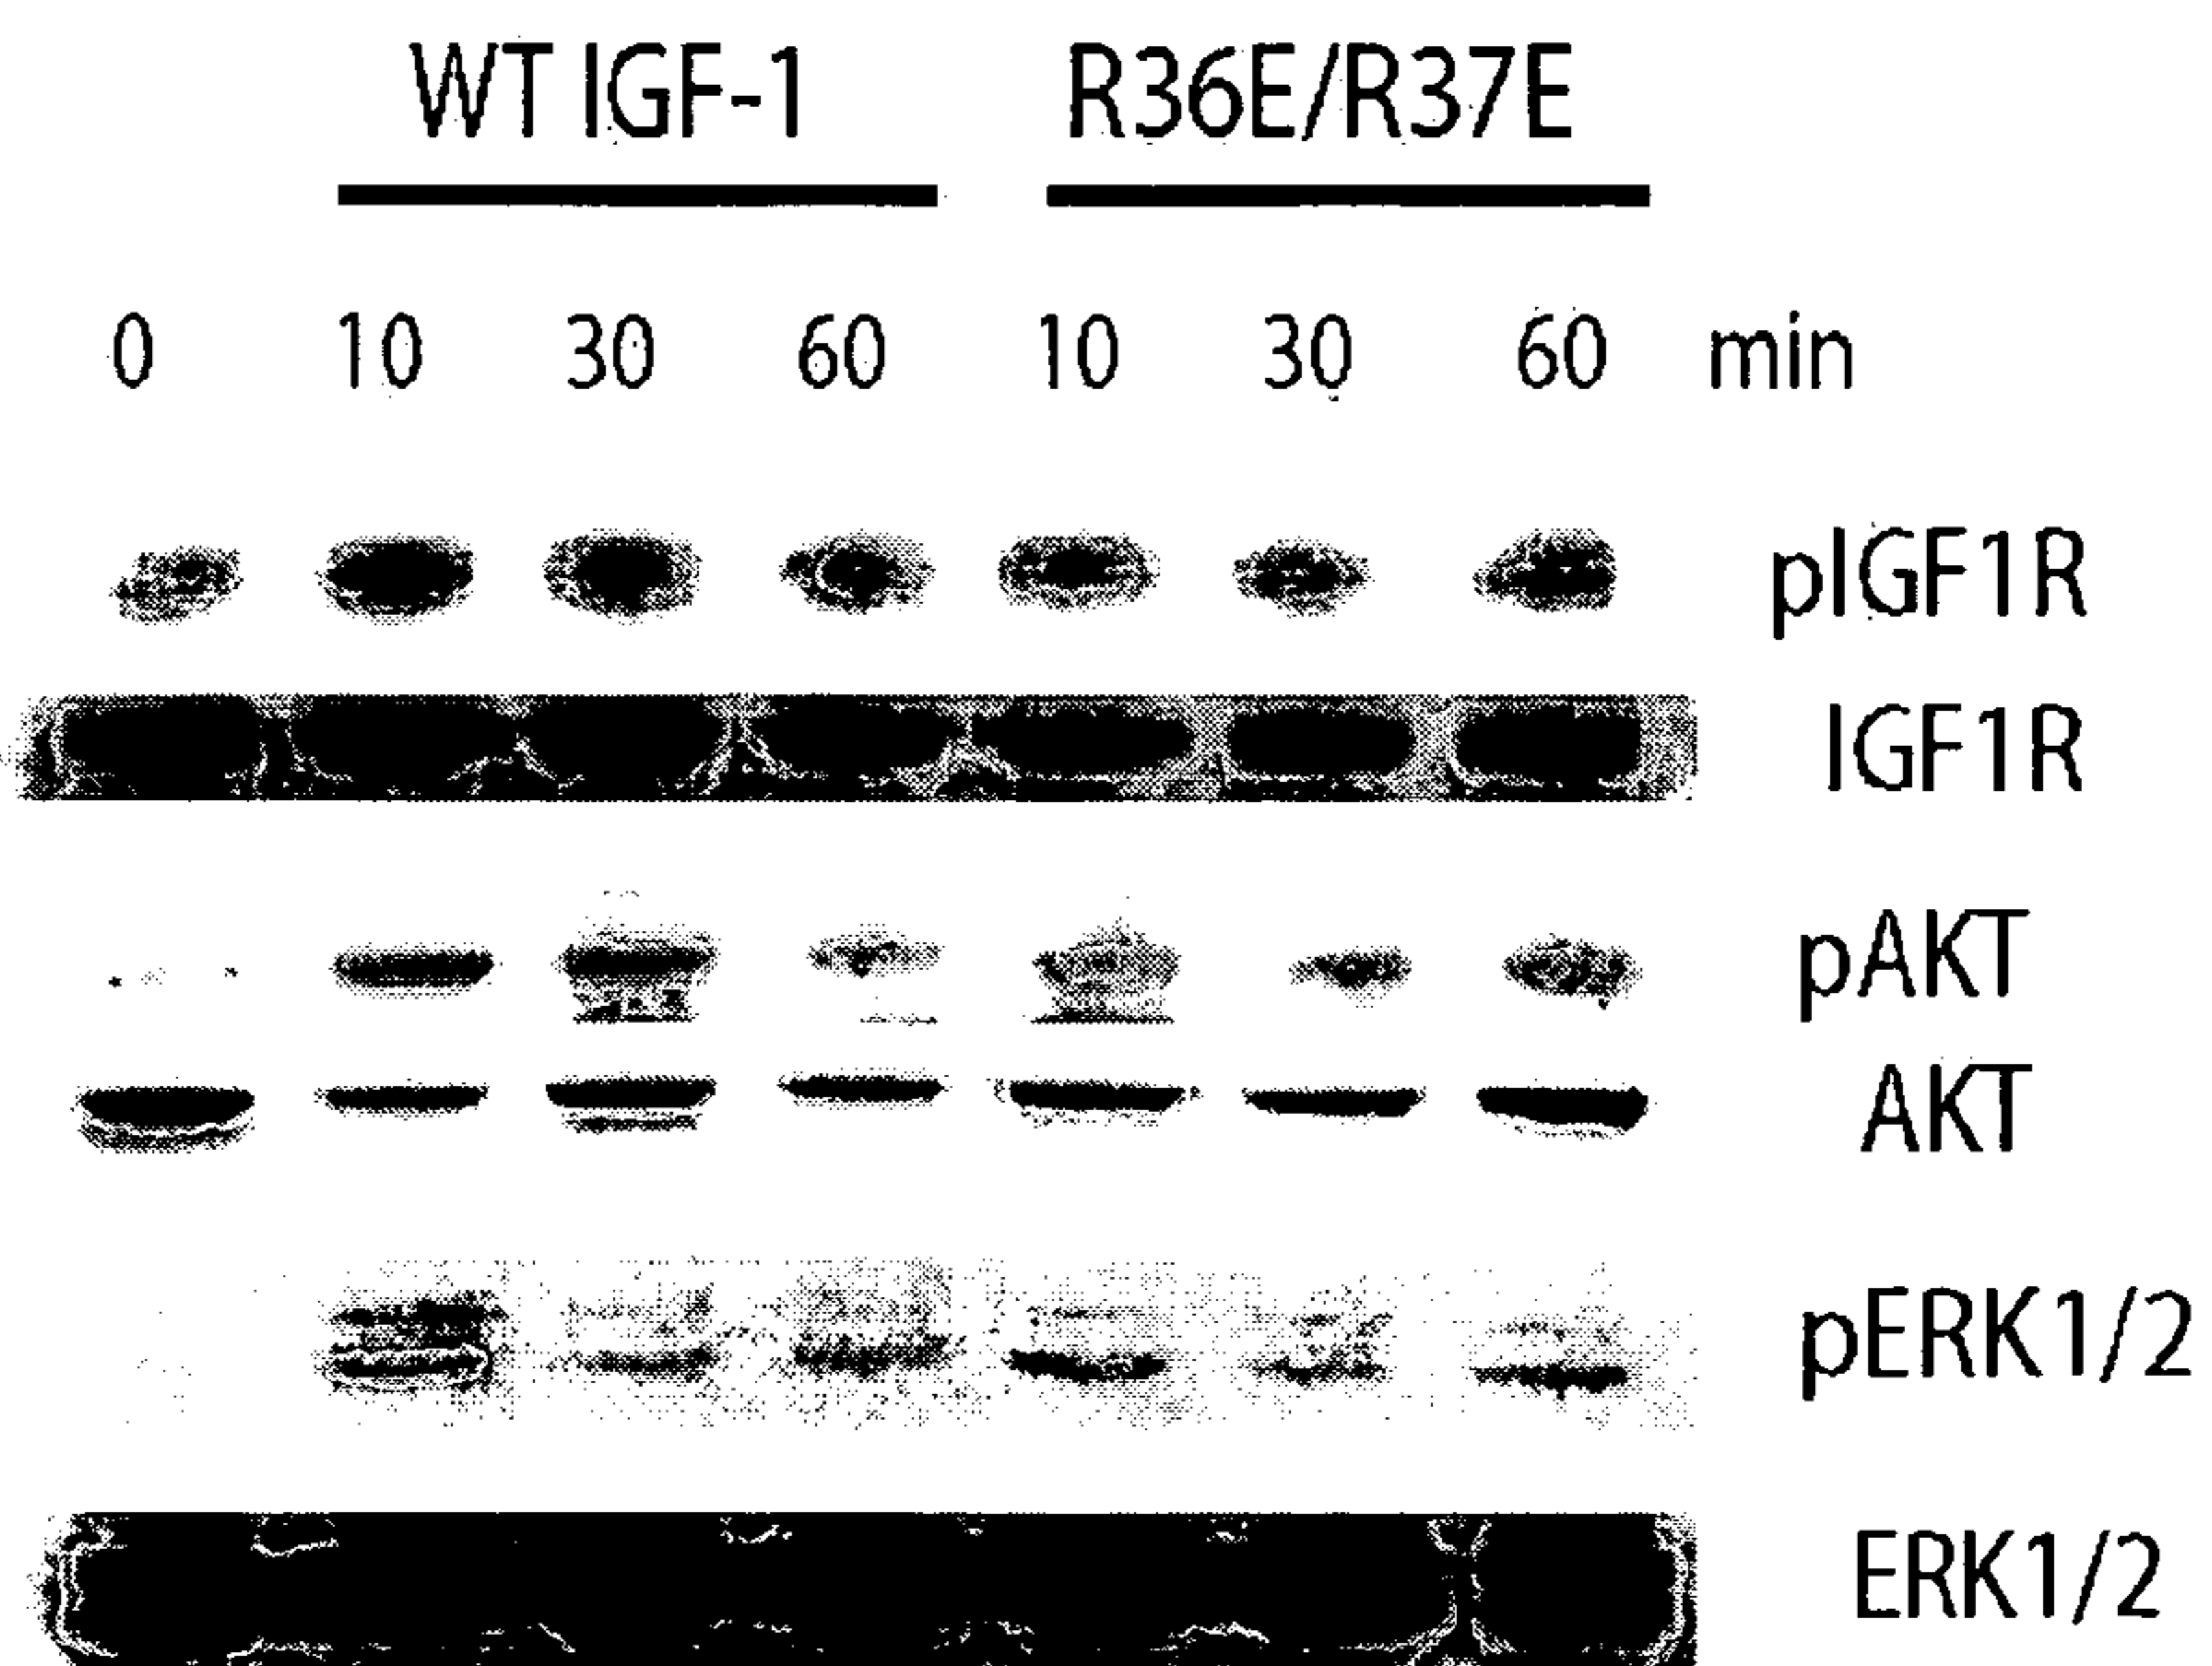 WT IGF-1 R36E/R37E
0 10 30 60 10 30 60 min
pIGF1R
IGF1R
pAKT
AKT
pERK1/2
ERK1/2